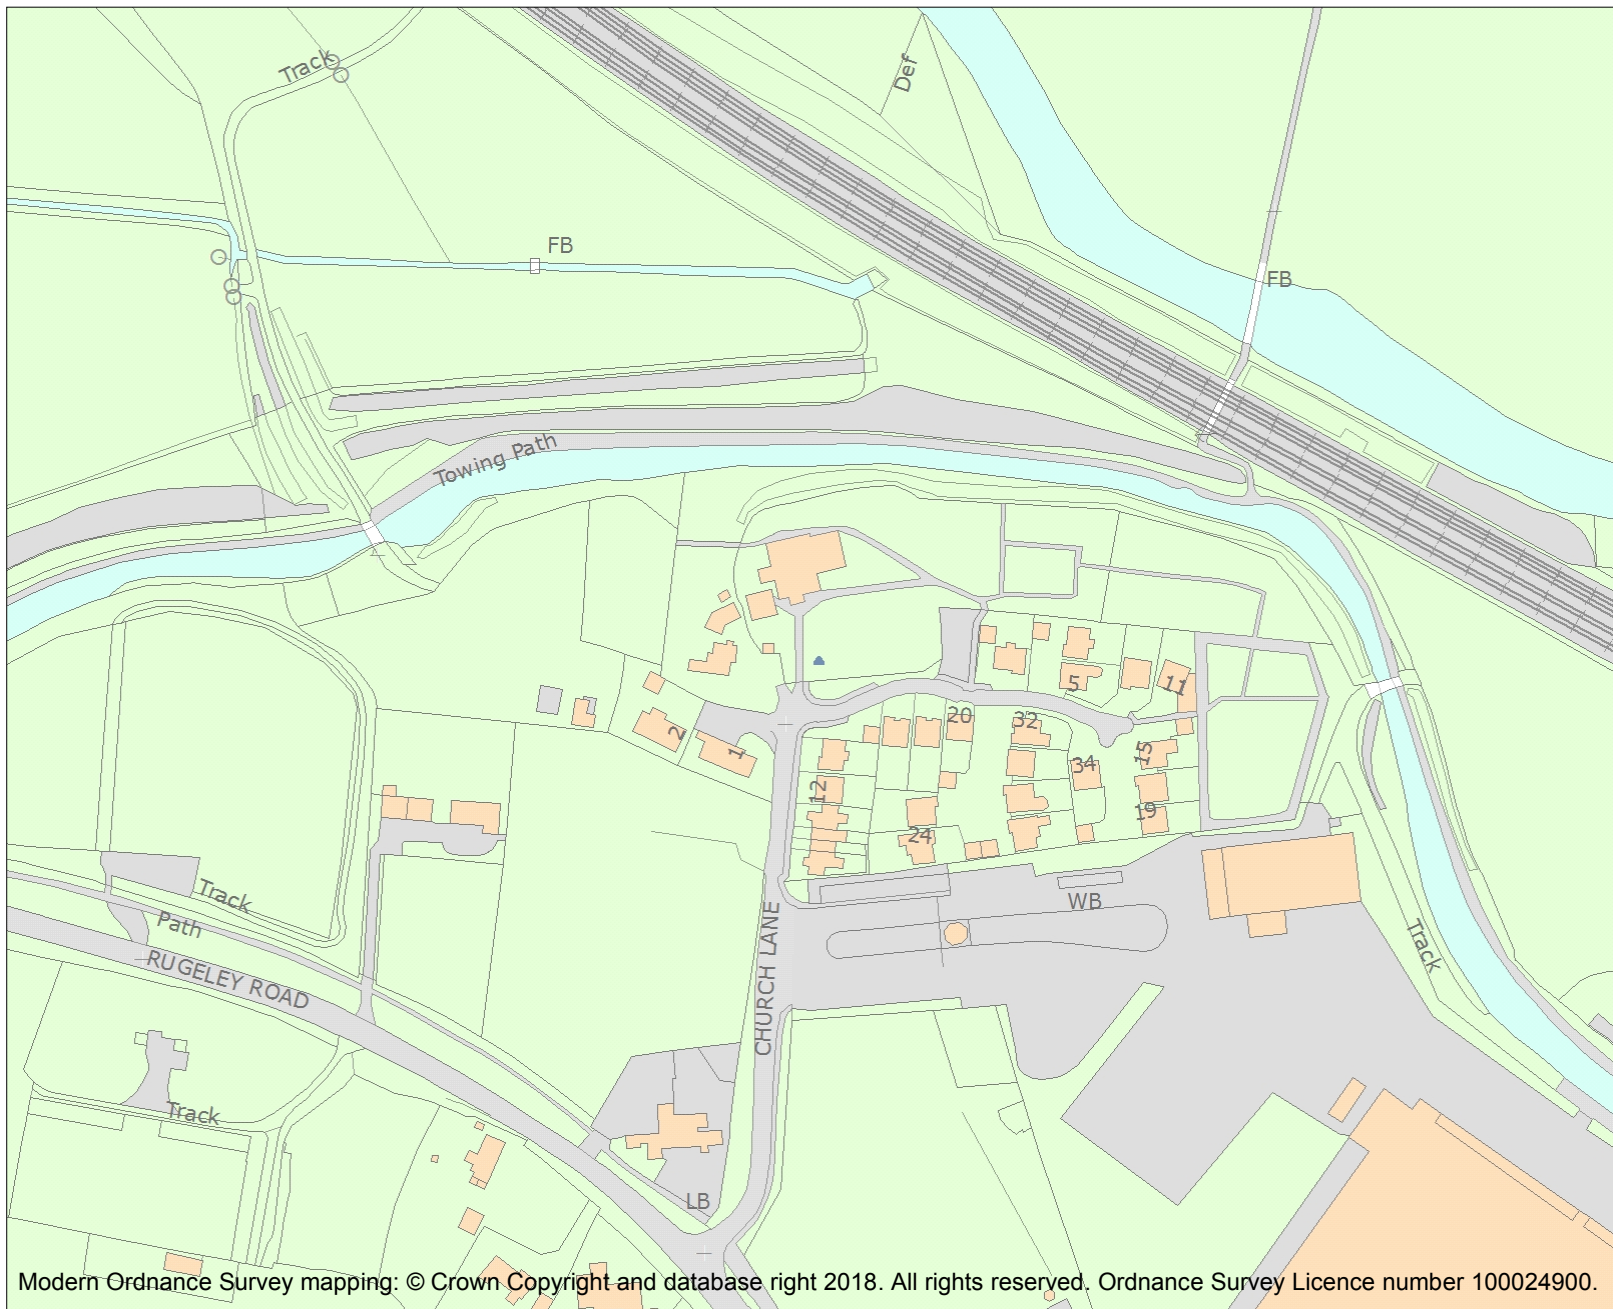 Track
Def
FB
FB
Towing Path
5
11
20
32
2
1
15
34
12
19
24
Track
WB
Path
RUGELEY ROAD
CHURCH LANE
Track
Track
LB
Modern Ordnance Survey mapping: © Crown Copyright and database right 2018. All rights reserved. Ordnance Survey Licence number 100024900.